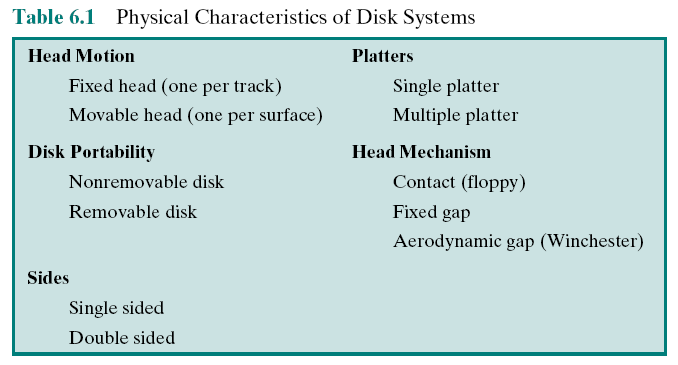 Table 6.1 Physical Characteristics of Disk Systems
Head Motion
Fixed head (one per track)
Movable head (one per surface)
Disk Portability
Nonremovable disk
Removable disk
Sides
Single sided
Double sided
Platters
Single platter
Multiple platter
Head Mechanism
Contact (floppy)
Fixed gap
Aerodynamic gap (Winchester)